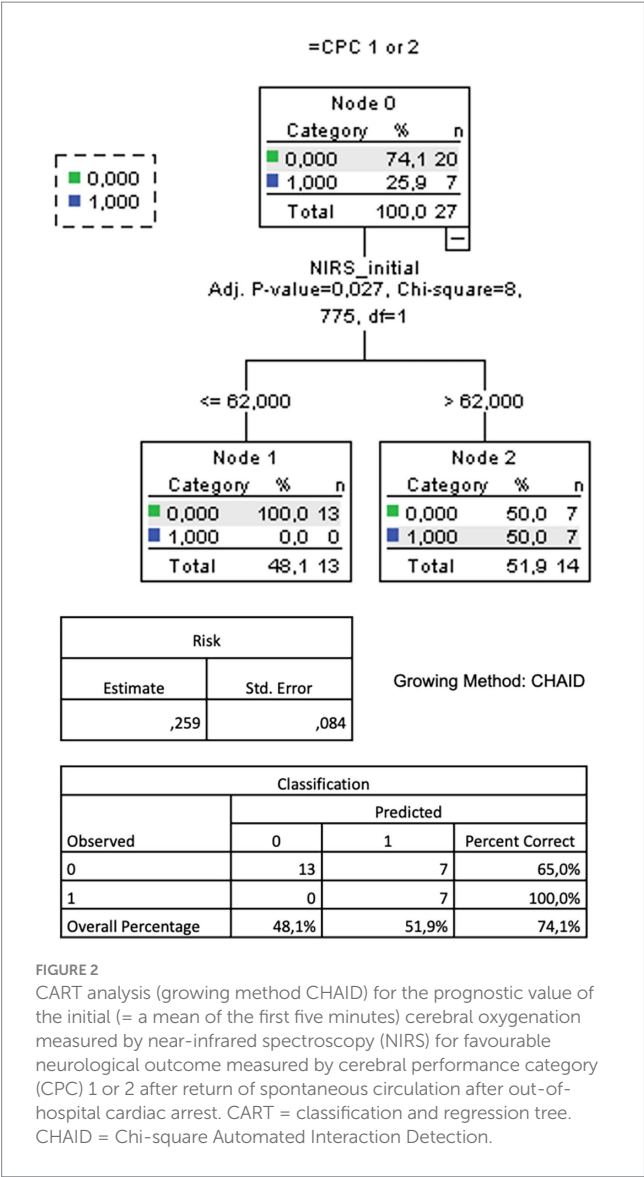 =CPC 1 or 2
Node 0
Category % n
0,000 74,1 20
1,000 25,9 7
Total 100,0 27
0,000
1,000
NIRS_initial
Adj. P-value=0,027, Chi-square=8,
775, df=1
<= 62,000 > 62,000
Node 1
Category % n
0,000 100,0 13
1,000 0,0 0
Total 48,1 13
Node 2
Category % n
0,000 50,0 7
1,000 50,0 7
Total 51,9 14
Risk
Estimate Std. Error
,259 ,084
Growing Method: CHAID
Classification
Predicted
Observed 0 1 Percent Correct
0 13 7 65,0%
1 0 7 100,0%
Overall Percentage 48,1% 51,9% 74,1%
FIGURE 2
CART analysis (growing method CHAID) for the prognostic value of
the initial (= a mean of the first five minutes) cerebral oxygenation
measured by near-infrared spectroscopy (NIRS) for favourable
neurological outcome measured by cerebral performance category
(CPC) 1 or 2 after return of spontaneous circulation after out-of-
hospital cardiac arrest. CART = classification and regression tree.
CHAID = Chi-square Automated Interaction Detection.